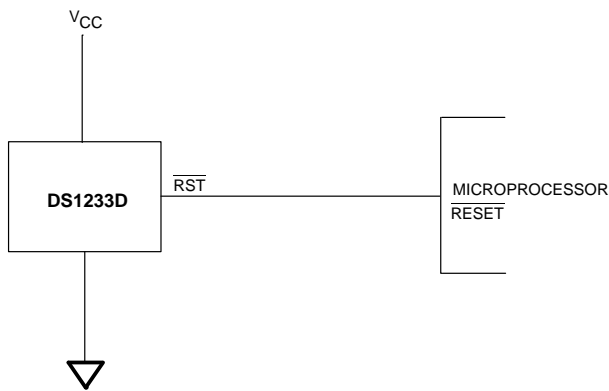 VCC
DS1233D
RST
MICROPROCESSOR
RESET